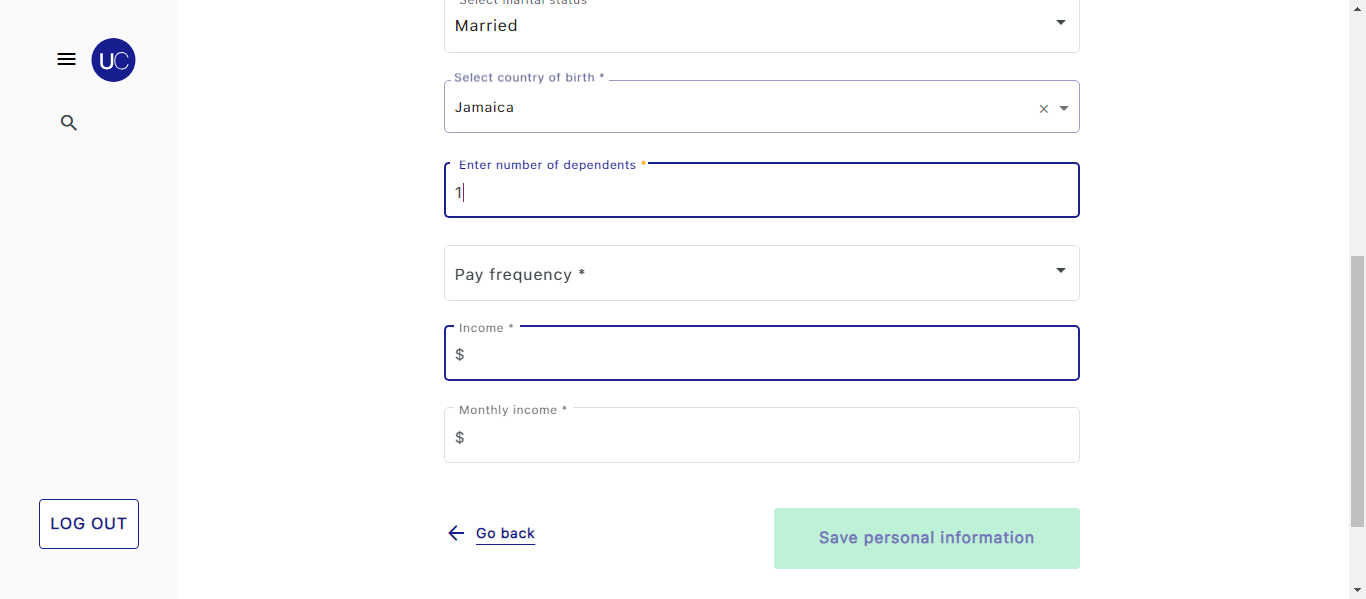 Select marital status
Married
UC
Select country of birth *
Jamaica
Enter number of dependents *
1
Pay frequency *
Income *
$
Monthly income *
$
LOG OUT
Go back
Save personal information